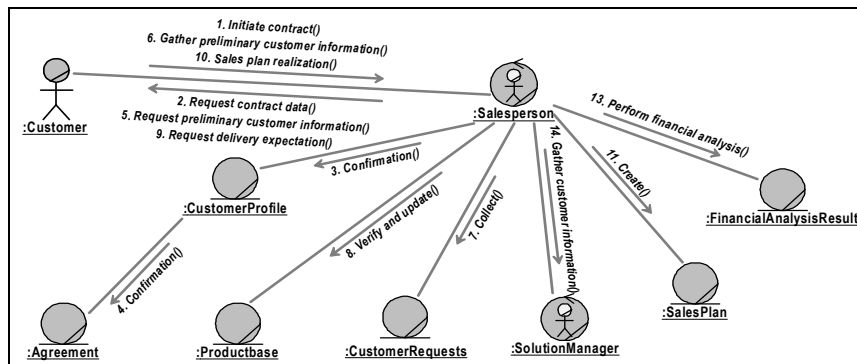 1. Initiate contract()
6. Gather preliminary customer information()
10. Sales plan realization()
2. Request contract data()
5. Request preliminary customer information()
9. Request delivery expectation()
:Customer
:Salesperson
13. Perform financial analysis()
3. Confirmation()
14. Gather customer information()
11. Create()
:CustomerProfile
:FinancialAnalysisResult
8. Verify and update()
7. Collect()
4. Confirmation()
:SalesPlan
:Agreement
:Productbase
:CustomerRequests
:SolutionManager